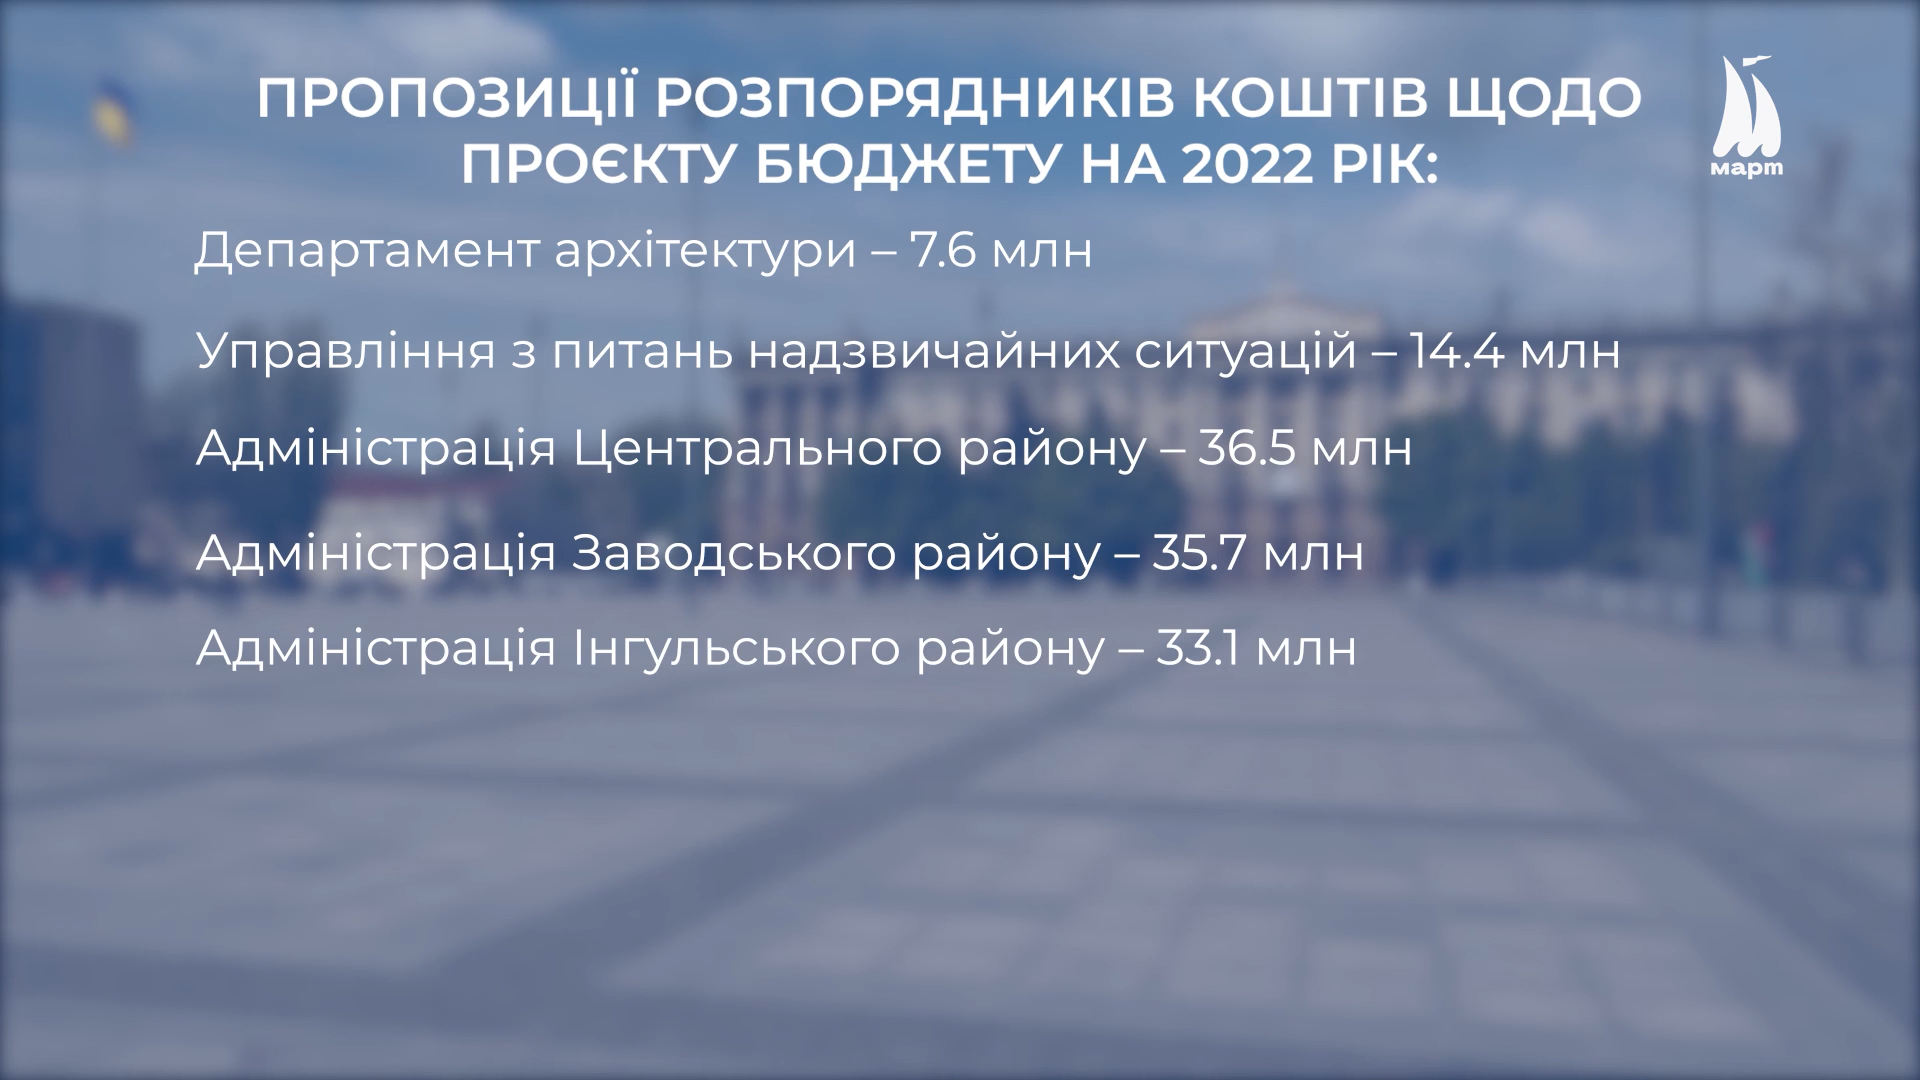 ПРОПОЗИЦІЇ РОЗПОРЯДНИКІВ КОШТІВ ЩОДО
ПРОЄКТУ БЮДЖЕТУ НА 2022 РІК:
март
Департамент архітектури – 7.6 млн
Управління з питань надзвичайних ситуацій – 14.4 млн
Адміністрація Центрального району – 36.5 млн
Адміністрація Заводського району – 35.7 млн
Адміністрація Інгульського району – 33.1 млн